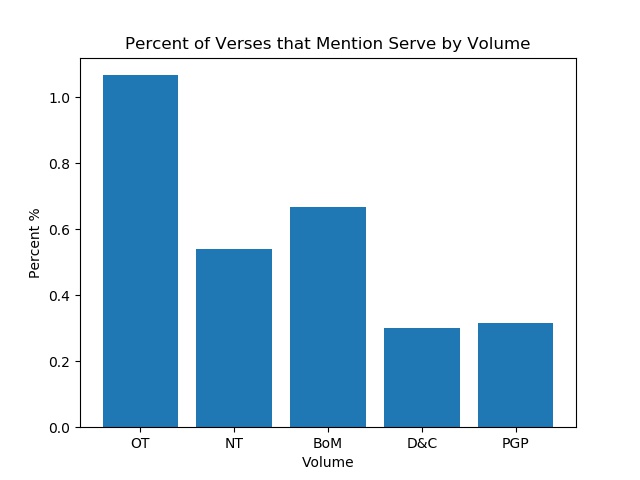 Percent of Verses that Mention Serve by Volume
1.0
0.8
0.6
0.4
0.2
0.0
Percent %
OT NT BoM D&C PGP
Volume